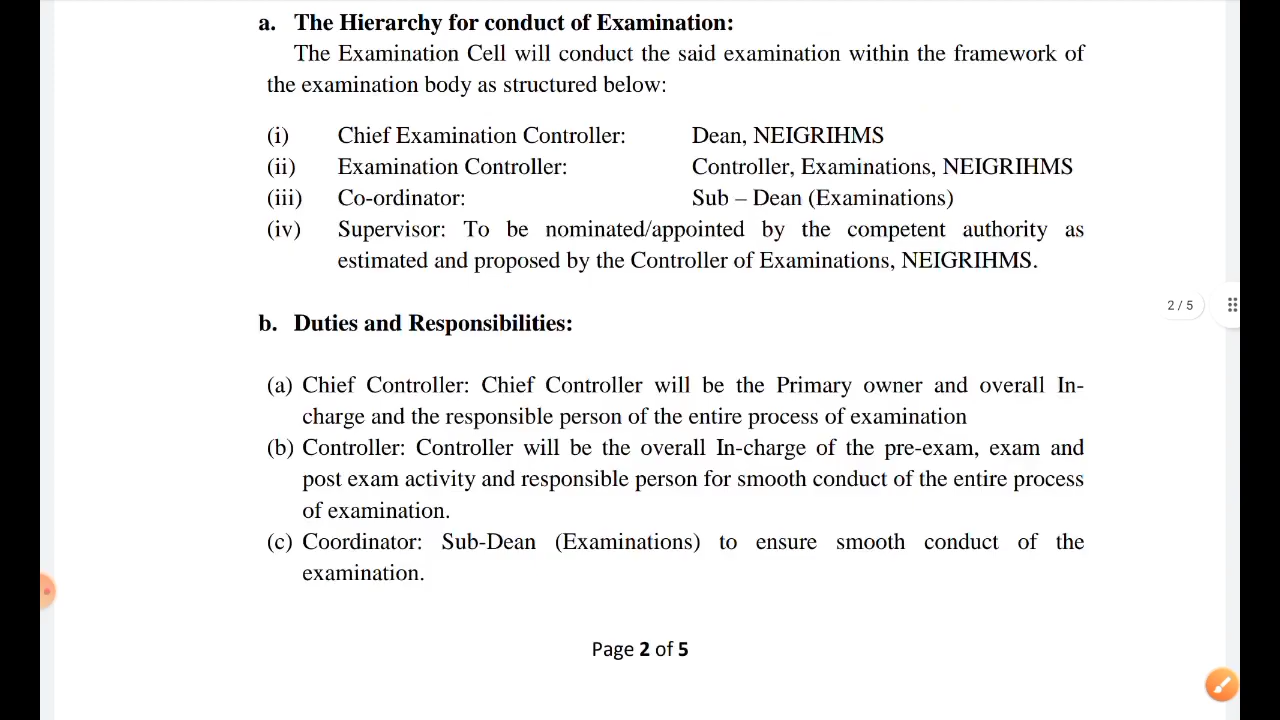 a. The Hierarchy for conduct of Examination:
The Examination Cell will conduct the said examination within the framework of
the examination body as structured below:
(i) Chief Examination Controller: Dean, NEIGRIHMS
(ii) Examination Controller: Controller, Examinations, NEIGRIHMS
(iii) Co-ordinator: Sub – Dean (Examinations)
(iv) Supervisor: To be nominated/appointed by the competent authority as
estimated and proposed by the Controller of Examinations, NEIGRIHMS.
b. Duties and Responsibilities:
2 / 5
(a) Chief Controller: Chief Controller will be the Primary owner and overall In-
charge and the responsible person of the entire process of examination
(b) Controller: Controller will be the overall In-charge of the pre-exam, exam and
post exam activity and responsible person for smooth conduct of the entire process
of examination.
(c) Coordinator: Sub-Dean (Examinations) to ensure smooth conduct of the
examination.
Page 2 of 5